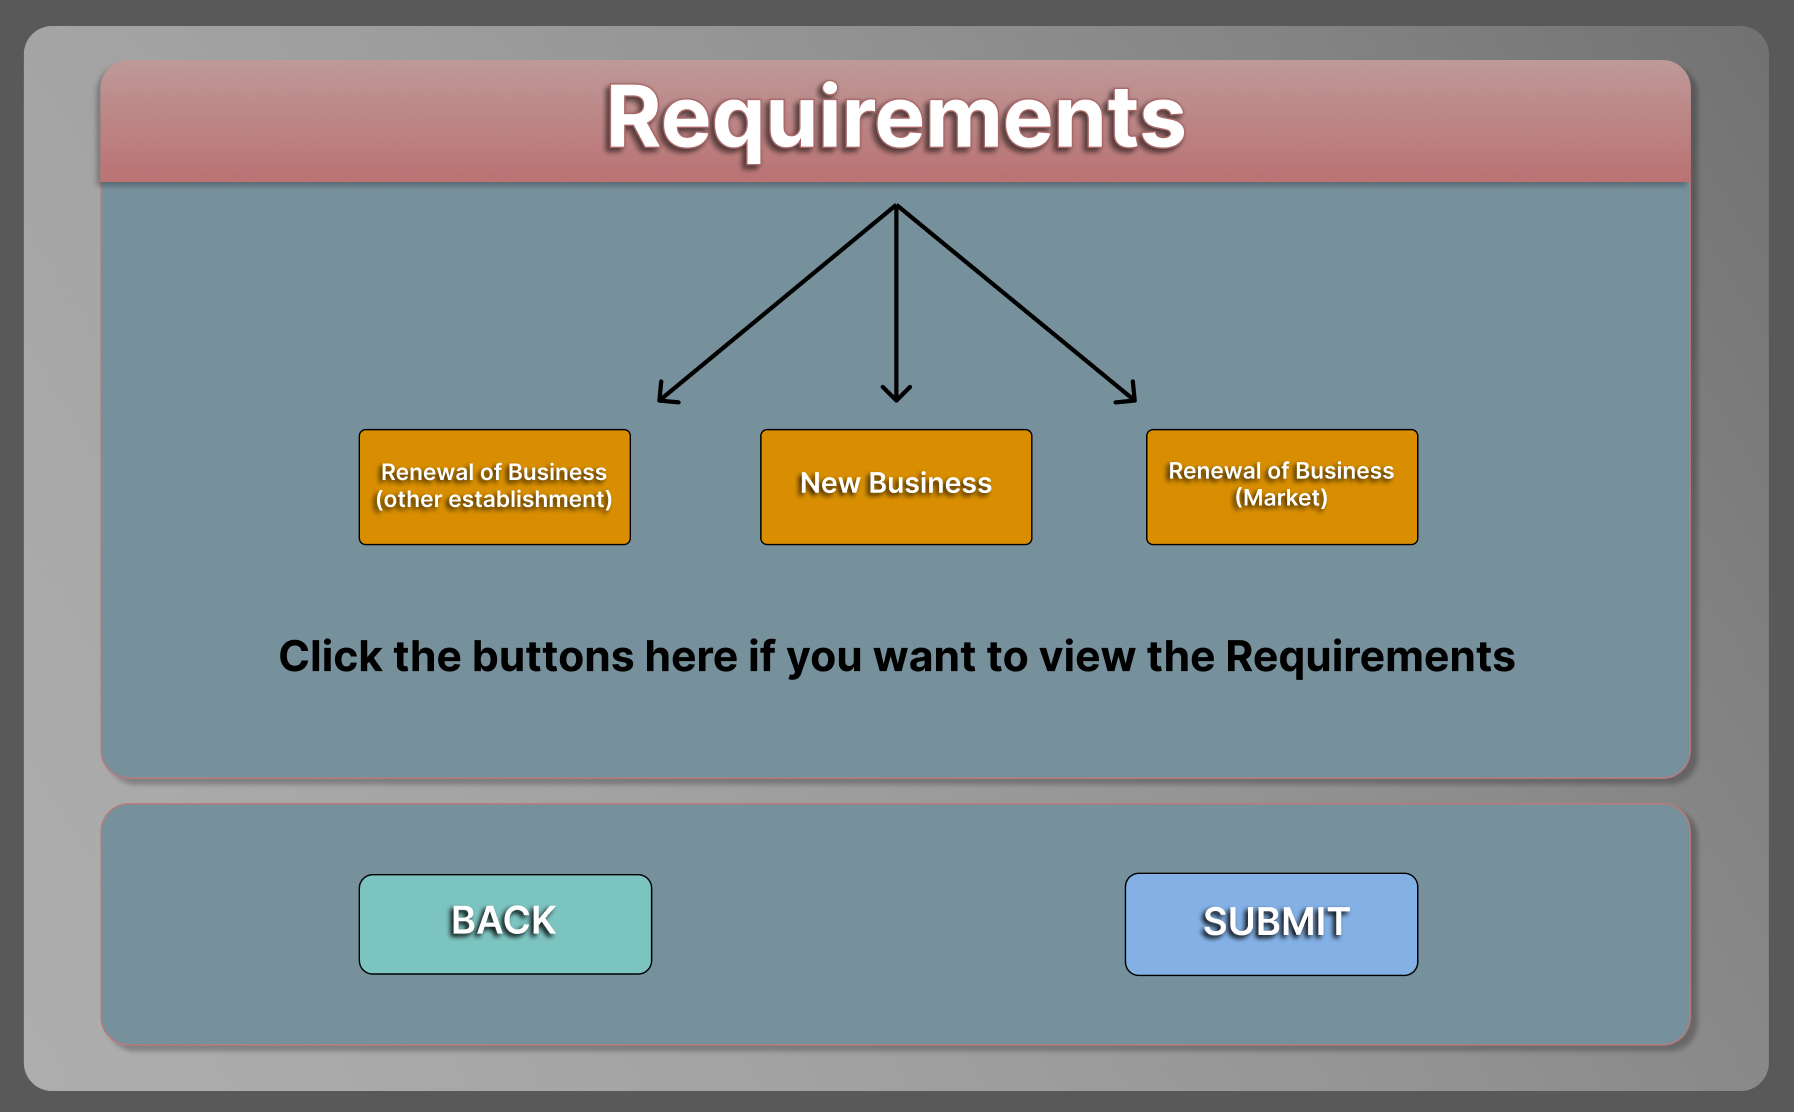 Requirements
Renewal of Business
(other establishment)
New Business
Renewal of Business
(Market)
Click the buttons here if you want to view the Requirements
BACK
SUBMIT